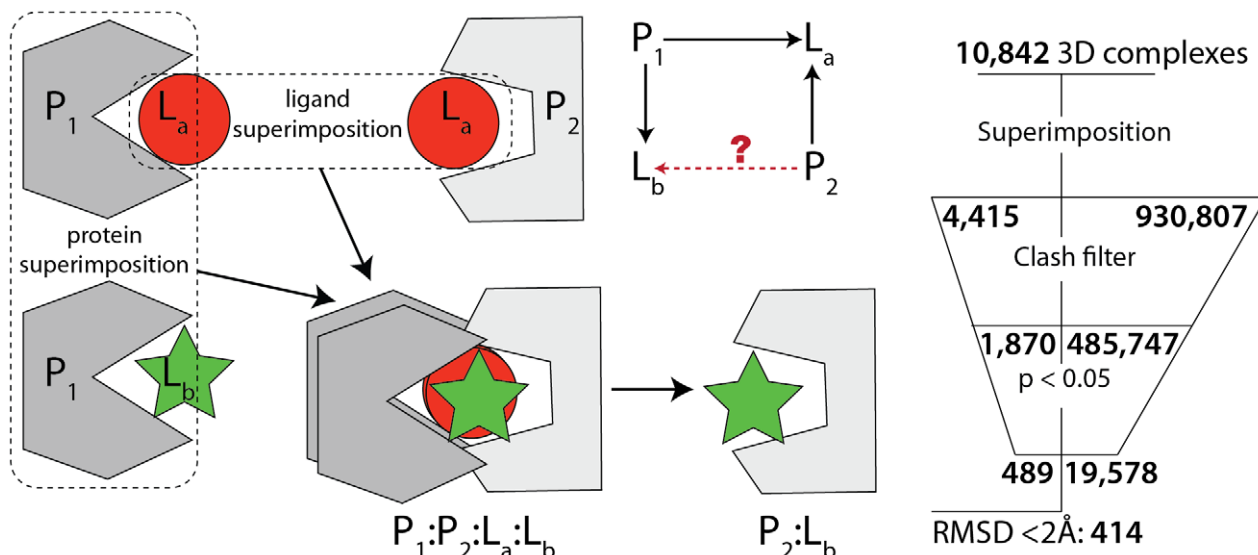 P1
La
ligand
superimposition
La
P2
protein
superimposition
P1
Lb
P1:P2:La:Lb
P2:Lb
P1
La
?
Lb
P2
10,842 3D complexes
Superimposition
4,415 930,807
Clash filter
1,870 485,747
p < 0.05
489 19,578
RMSD <2Å: 414